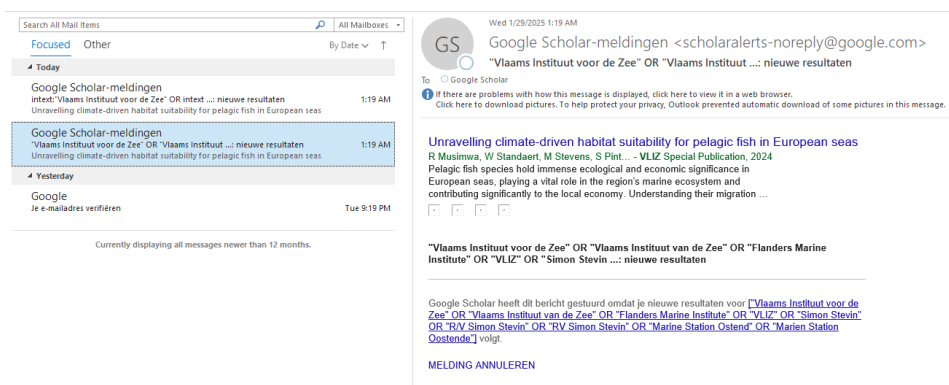 Search All Mail Items
All Mailboxes
Focused Other
By Date
Today
Google Scholar-meldingen
intext:"Vlaams Instituut voor de Zee" OR intext ...: nieuwe resultaten 1:19 AM
Unravelling climate-driven habitat suitability for pelagic fish in European seas
Google Scholar-meldingen
"Vlaams Instituut voor de Zee" OR "Vlaams Instituut ...: nieuwe resultaten 1:19 AM
Unravelling climate-driven habitat suitability for pelagic fish in European seas
Yesterday
Google
Je e-mailadres verifiëren Tue 9:19 PM
Currently displaying all messages newer than 12 months.
GS
Wed 1/29/2025 1:19 AM
Google Scholar-meldingen <scholaralerts-noreply@google.com>
"Vlaams Instituut voor de Zee" OR "Vlaams Instituut ...: nieuwe resultaten
To Google Scholar
If there are problems with how this message is displayed, click here to view it in a web browser.
Click here to download pictures. To help protect your privacy, Outlook prevented automatic download of some pictures in this message.
Unravelling climate-driven habitat suitability for pelagic fish in European seas
R Musimwa, W Standaert, M Stevens, S Pint... - VLIZ Special Publication, 2024
Pelagic fish species hold immense ecological and economic significance in
European seas, playing a vital role in the region's marine ecosystem and
contributing significantly to the local economy. Understanding their migration ...
"Vlaams Instituut voor de Zee" OR "Vlaams Instituut van de Zee" OR "Flanders Marine
Institute" OR "VLIZ" OR "Simon Stevin ...: nieuwe resultaten
Google Scholar heeft dit bericht gestuurd omdat je nieuwe resultaten voor ["Vlaams Instituut voor de
Zee" OR "Vlaams Instituut van de Zee" OR "Flanders Marine Institute" OR "VLIZ" OR "Simon Stevin"
OR "R/V Simon Stevin" OR "RV Simon Stevin" OR "Marine Station Ostend" OR "Marien Station
Oostende"] volgt.
MELDING ANNULEREN